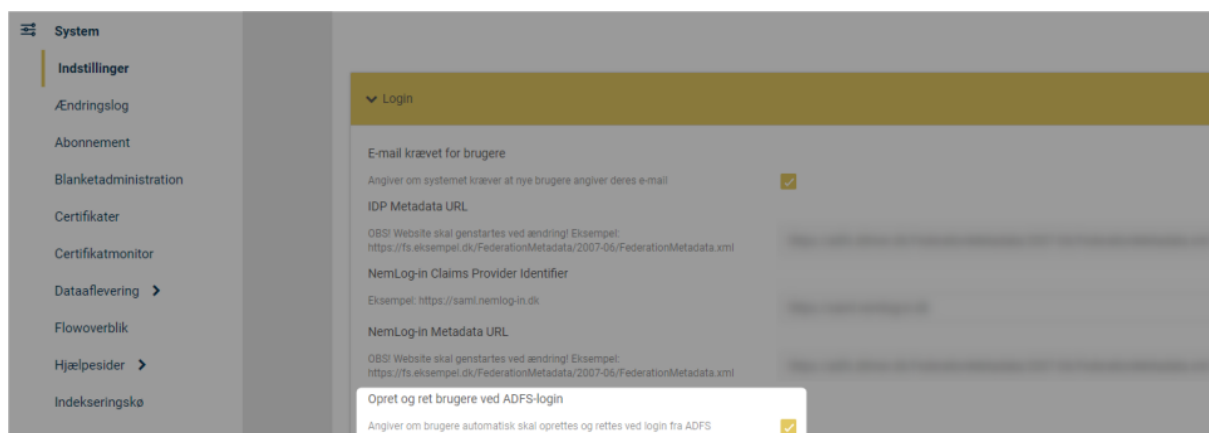 System
Indstillinger
Ændringslog
Abonnement
Blanketadministration
Certifikater
Certifikatmonitor
Dataaflevering
Flowoverblik
Hjælpesider
Indekseringskø
Login
E-mail krævet for brugere
Angiver om systemet kræver at nye brugere angiver deres e-mail
IDP Metadata URL
OBS! Website skal genstartes ved ændring! Eksempel:
https://fs.eksempel.dk/FederationMetadata/2007-06/FederationMetadata.xml
NemLog-in Claims Provider Identifier
Eksempel: https://saml.nemlog-in.dk
NemLog-in Metadata URL
OBS! Website skal genstartes ved ændring! Eksempel:
https://fs.eksempel.dk/FederationMetadata/2007-06/FederationMetadata.xml
Opret og ret brugere ved ADFS-login
Angiver om brugere automatisk skal oprettes og rettes ved login fra ADFS